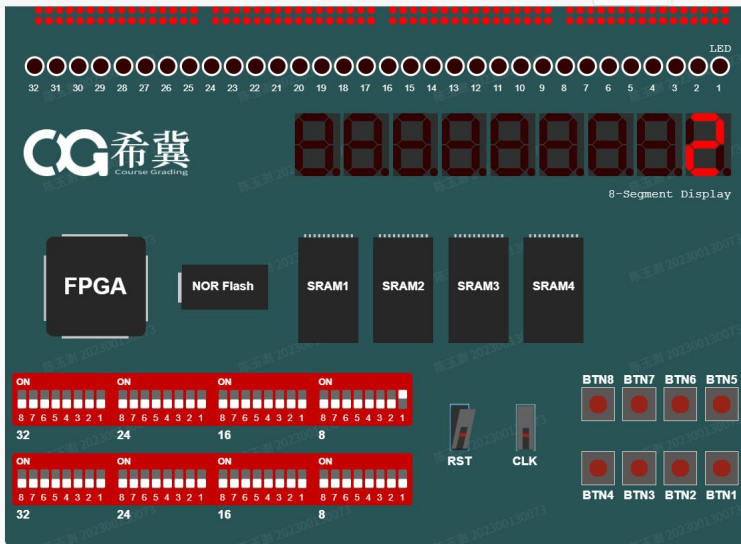 LED
32 31 30 29 28 27 26 25 24 23 22 21 20 19 18 17 16 15 14 13 12 11 10 9 8 7 6 5 4 3 2 1
CG希冀
Course Grading
2
8-Segment Display
FPGA
NOR Flash
SRAM1
SRAM2
SRAM3
SRAM4
ON ON ON ON
8 7 6 5 4 3 2 1 8 7 6 5 4 3 2 1 8 7 6 5 4 3 2 1 8 7 6 5 4 3 2 1
32 24 16 8
ON ON ON ON
8 7 6 5 4 3 2 1 8 7 6 5 4 3 2 1 8 7 6 5 4 3 2 1 8 7 6 5 4 3 2 1
32 24 16 8
RST
CLK
BTN8 BTN7 BTN6 BTN5
BTN4 BTN3 BTN2 BTN1